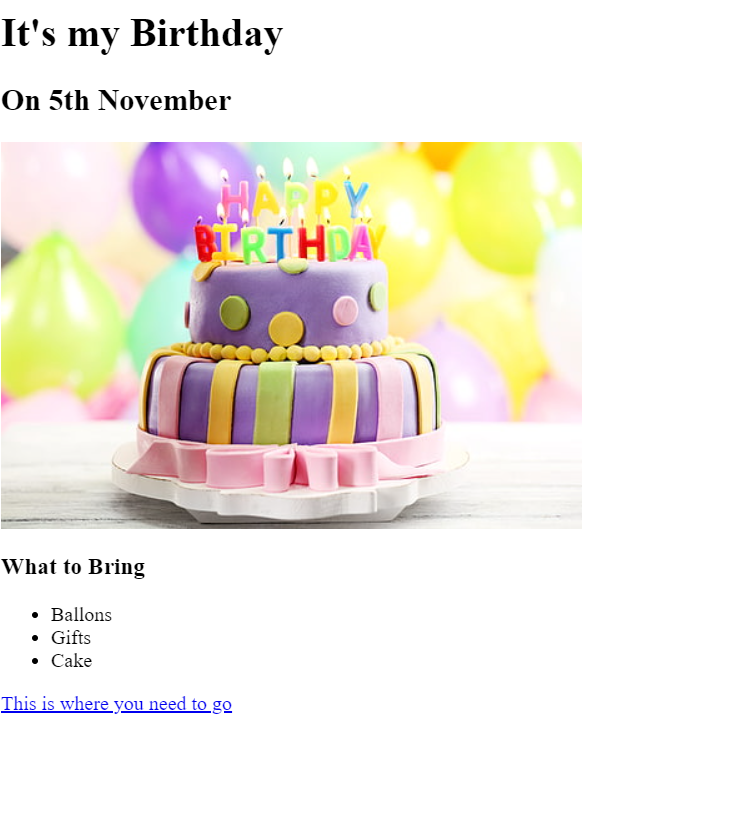 It's my Birthday
On 5th November
HAPPY
BIRTHDAY
What to Bring
Ballons
Gifts
Cake
This is where you need to go